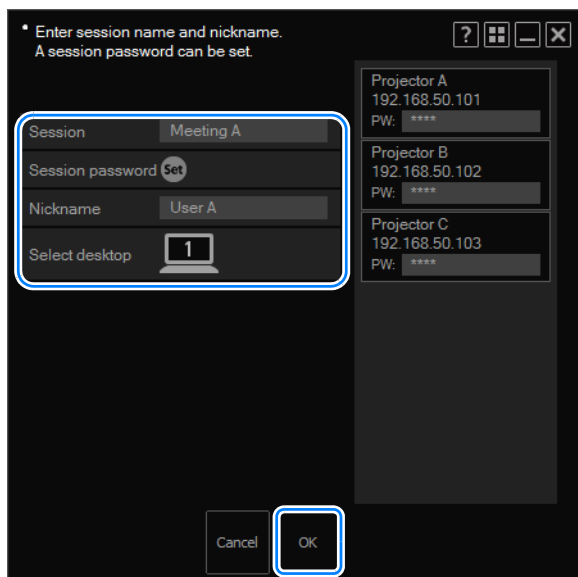 • Enter session name and nickname.
A session password can be set.
?
Session Meeting A
Session password Set
Nickname User A
Select desktop 1
Projector A
192.168.50.101
PW: ****
Projector B
192.168.50.102
PW: ****
Projector C
192.168.50.103
PW: ****
Cancel OK